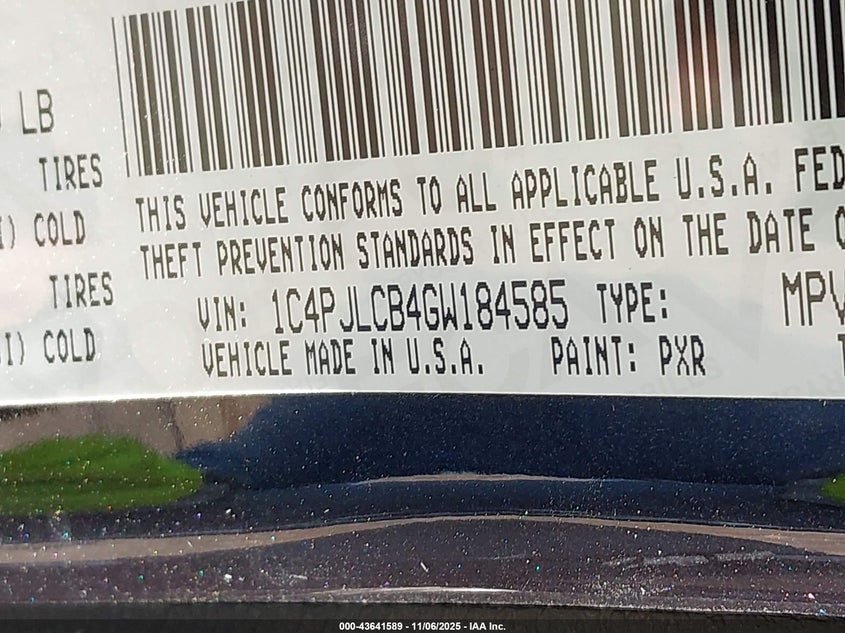 LB
TIRES
COLD
TIRES
COLD
THIS VEHICLE CONFORMS TO ALL APPLICABLE U.S.A. FED
THEFT PREVENTION STANDARDS IN EFFECT ON THE DATE O
VIN: 1C4PJLCB4GW184585 TYPE: MPV
VEHICLE MADE IN U.S.A. PAINT: PXR
000-43641589 - 11/06/2025 - IAA Inc.